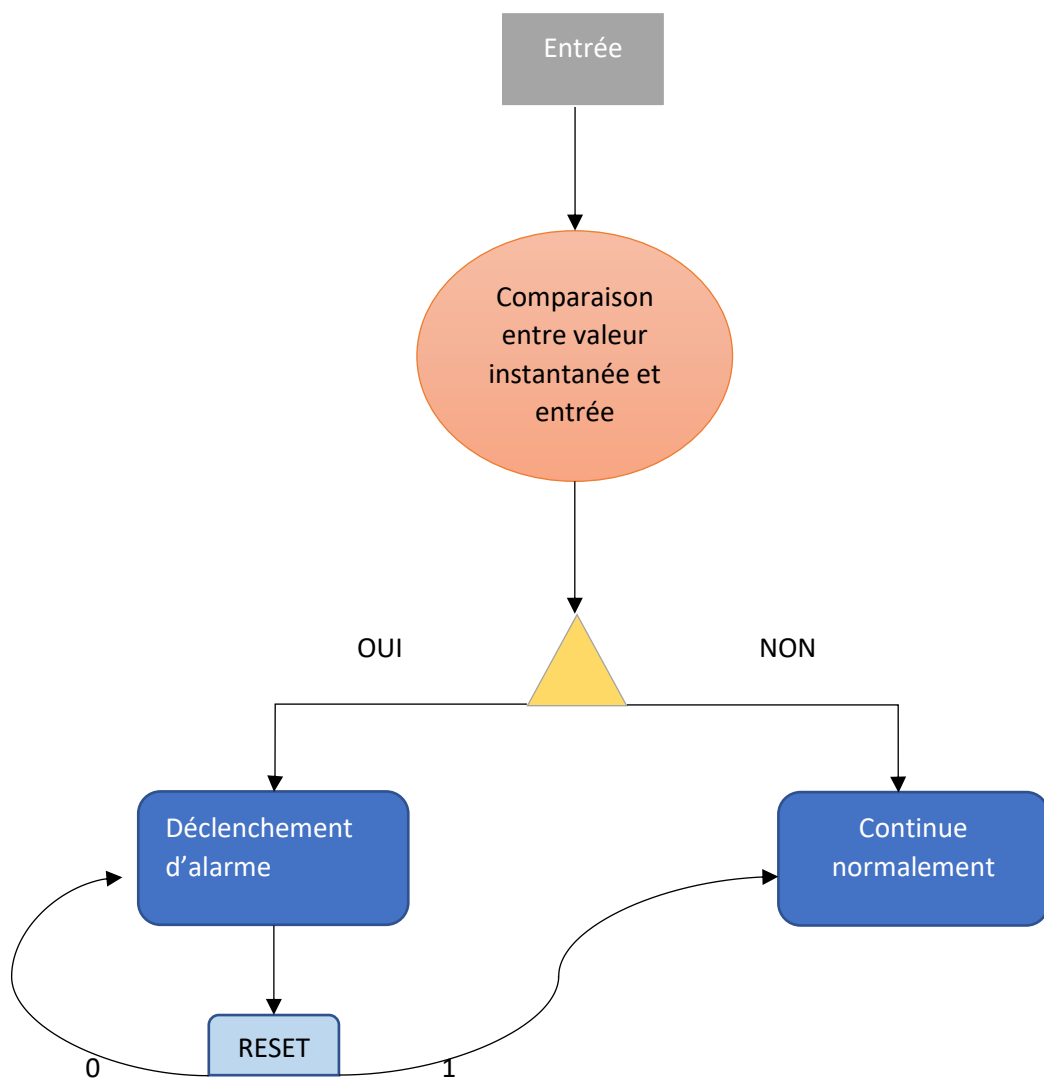 Entrée
Comparaison
entre valeur
instantanée et
entrée
OUI
NON
Déclenchement
d’alarme
Continue
normalement
RESET
0
1